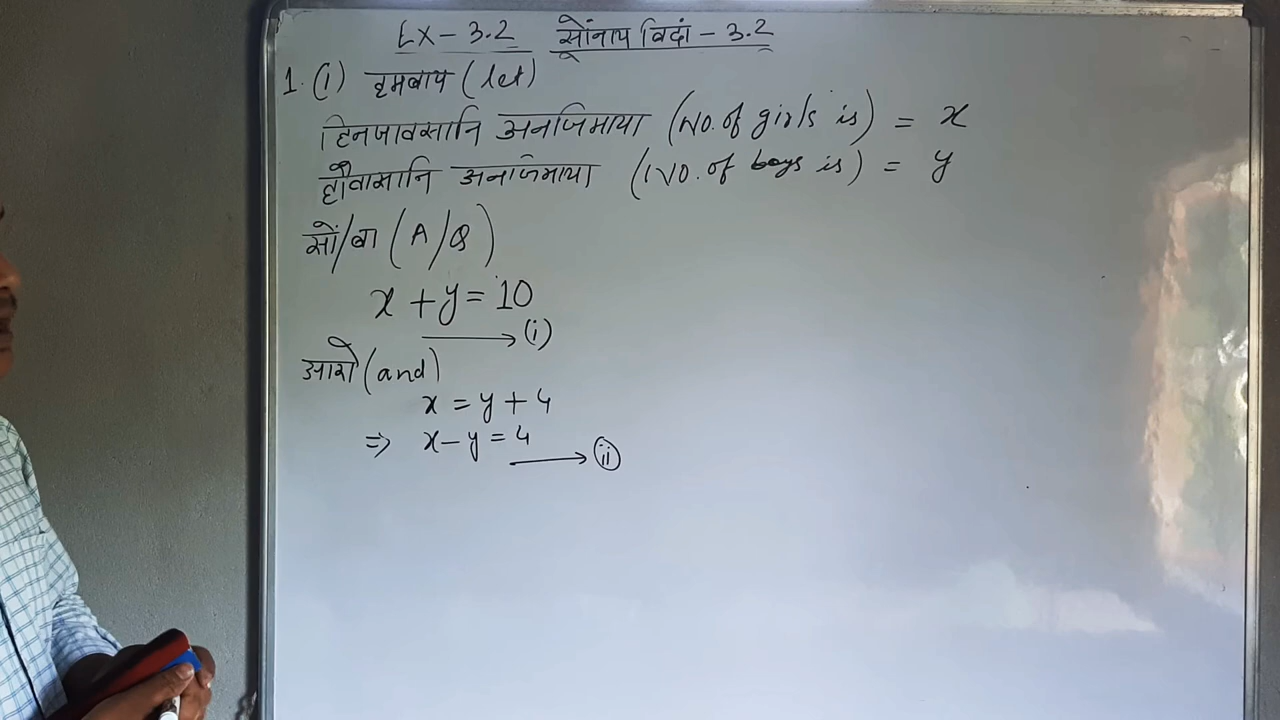 Ex - 3.2 सोंनाय बिदां - 3.2
1. (i) हमबाय (let)
हिनजावसानि अनजिमाया (No. of girls is) = x
हौवासानि अनजिमाया (No. of boys is) = y
सों/बा (A/Q)
x + y = 10
→ (i)
आरो (and)
x = y + 4
⇒ x - y = 4
→ (ii)